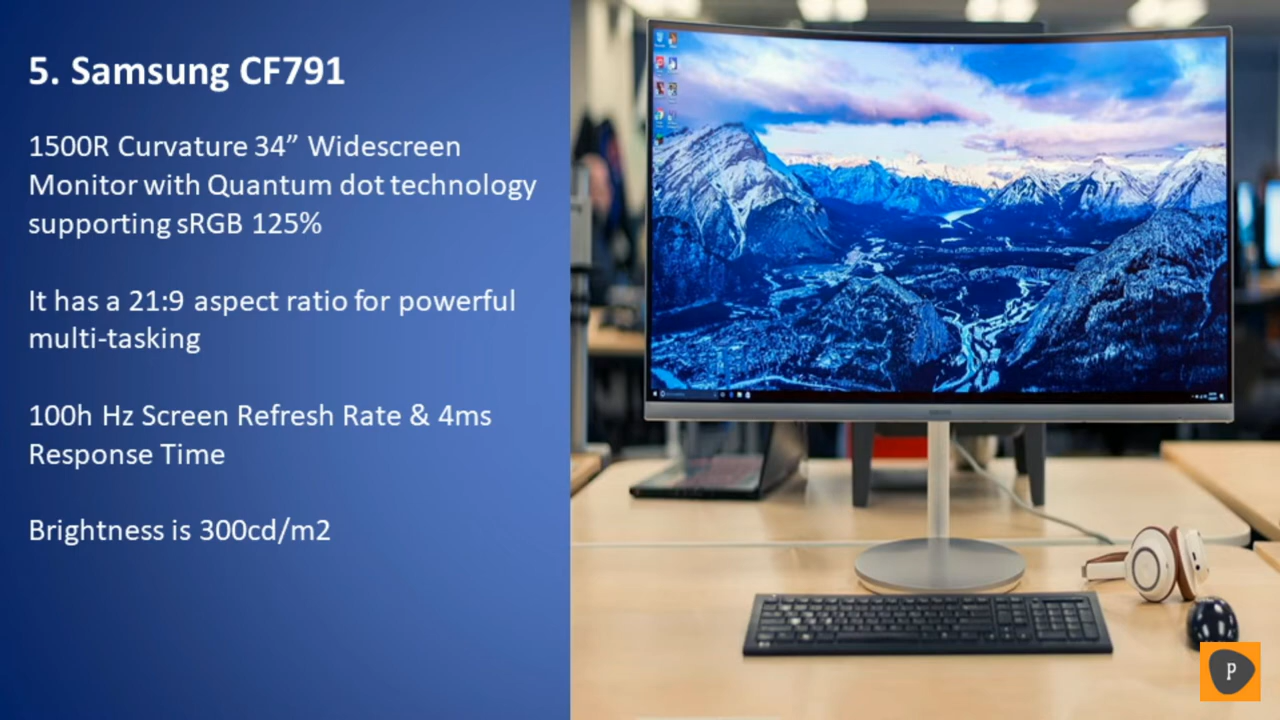 5. Samsung CF791
1500R Curvature 34” Widescreen
Monitor with Quantum dot technology
supporting sRGB 125%
It has a 21:9 aspect ratio for powerful
multi-tasking
100h Hz Screen Refresh Rate & 4ms
Response Time
Brightness is 300cd/m2
P